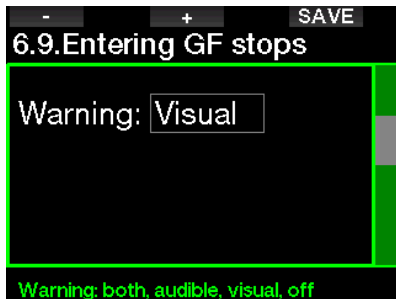 - + SAVE
6.9.Entering GF stops
Warning: Visual
Warning: both, audible, visual, off